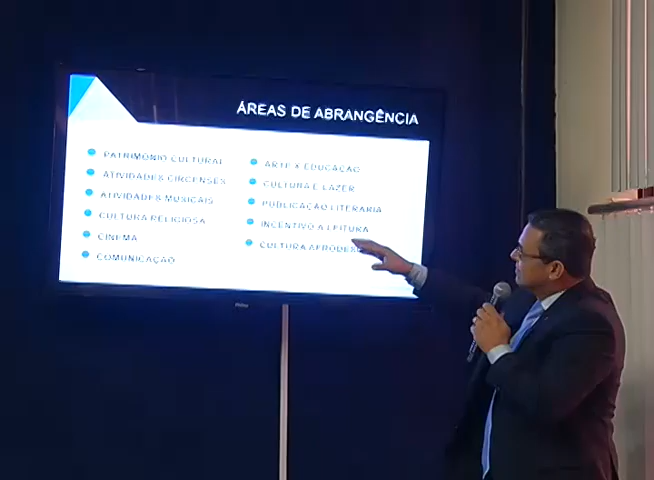 ÁREAS DE ABRANGÊNCIA
PATRIMÔNIO CULTURAL
ATIVIDADES CIRCENSES
ATIVIDADES MUSICAIS
CULTURA RELIGIOSA
CINEMA
COMUNICAÇÃO
ARTE X EDUCAÇÃO
CULTURA E LAZER
PUBLICAÇÃO LITERÁRIA
INCENTIVO A LEITURA
CULTURA